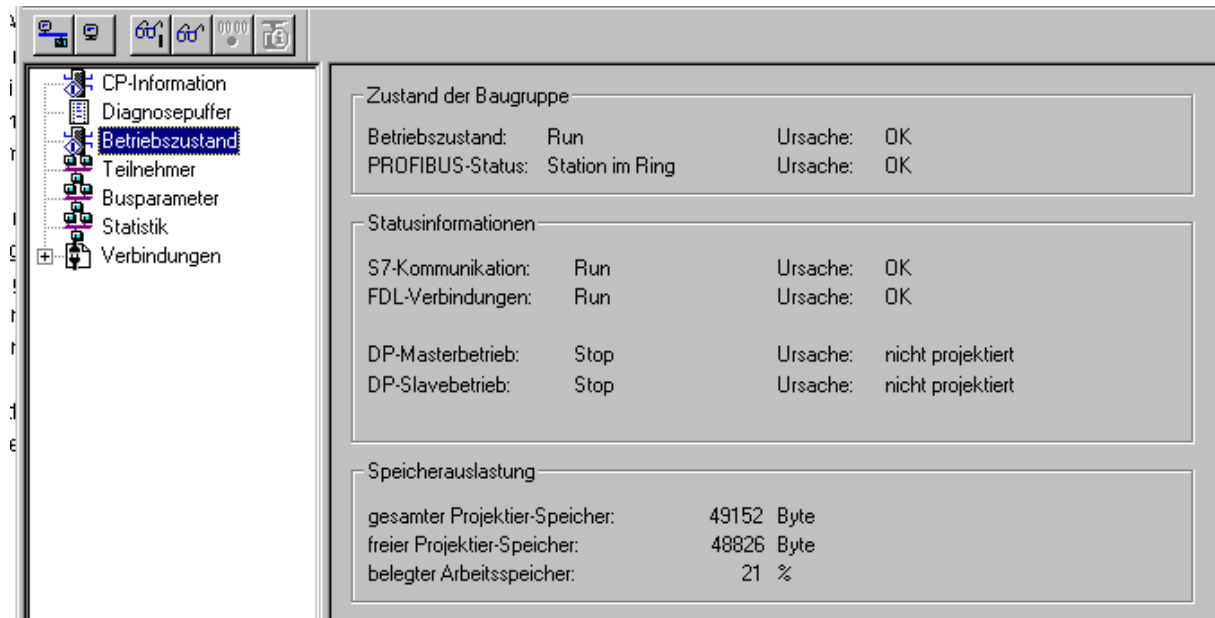 CP-Information
Diagnosepuffer
Betriebszustand
Teilnehmer
Busparameter
Statistik
Verbindungen
Zustand der Baugruppe
Betriebszustand: Run Ursache: OK
PROFIBUS-Status: Station im Ring Ursache: OK
Statusinformationen
S7-Kommunikation: Run Ursache: OK
FDL-Verbindungen: Run Ursache: OK
DP-Masterbetrieb: Stop Ursache: nicht projektiert
DP-Slavebetrieb: Stop Ursache: nicht projektiert
Speicherauslastung
gesamter Projektier-Speicher: 49152 Byte
freier Projektier-Speicher: 48826 Byte
belegter Arbeitsspeicher: 21 %